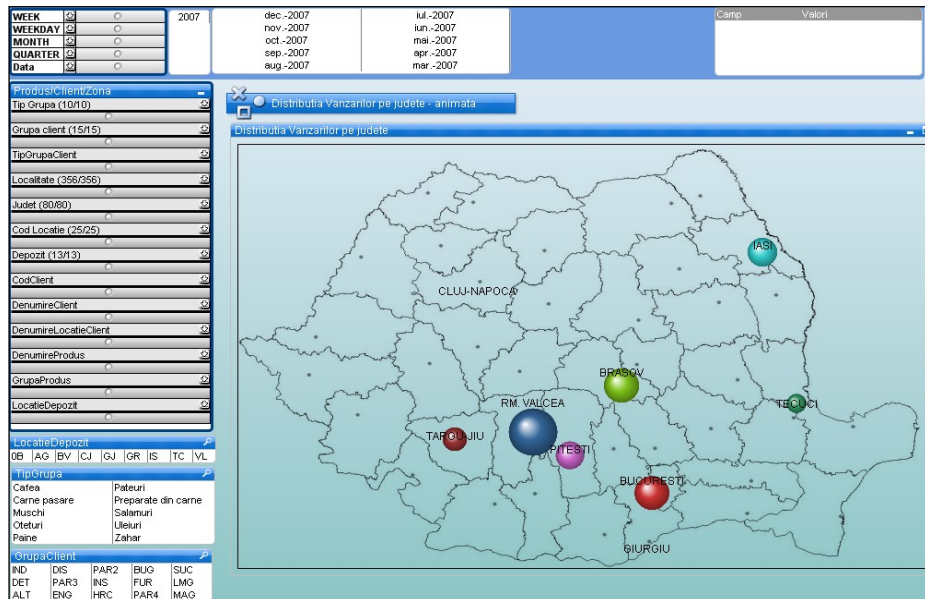 WEEK
WEEKDAY
MONTH
QUARTER
Data
2007
dec.-2007 iul.-2007
nov.-2007 iun.-2007
oct.-2007 mai.-2007
sep.-2007 apr.-2007
aug.-2007 mar.-2007
Camp Valori
Produs/Client/Zona
Tip Grupa (10/10)
Grupa client (15/15)
TipGrupaClient
Localitate (356/356)
Judet (80/80)
Cod Locatie (25/25)
Depozit (13/13)
CodClient
DenumireClient
DenumireLocatieClient
DenumireProdus
GrupaProdus
LocatieDepozit
LocatieDepozit
0B AG BV CJ GJ GR IS TC VL
TipGrupa
Cafea Pateuri
Carne pasare Preparate din carne
Muschi Salamuri
Oteturi Uleiuri
Paine Zahar
GrupaClient
IND DIS PAR2 BUG SUC
DET PAR3 INS FUR LMG
ALT ENG HRC PAR4 MAG
Distributia Vanzarilor pe judete - animata
Distributia Vanzarilor pe judete
IASI
CLUJ-NAPOCA
BRASOV
RM. VALCEA
TECUCI
TARGU-JIU
PITESTI
BUCURESTI
GIURGIU